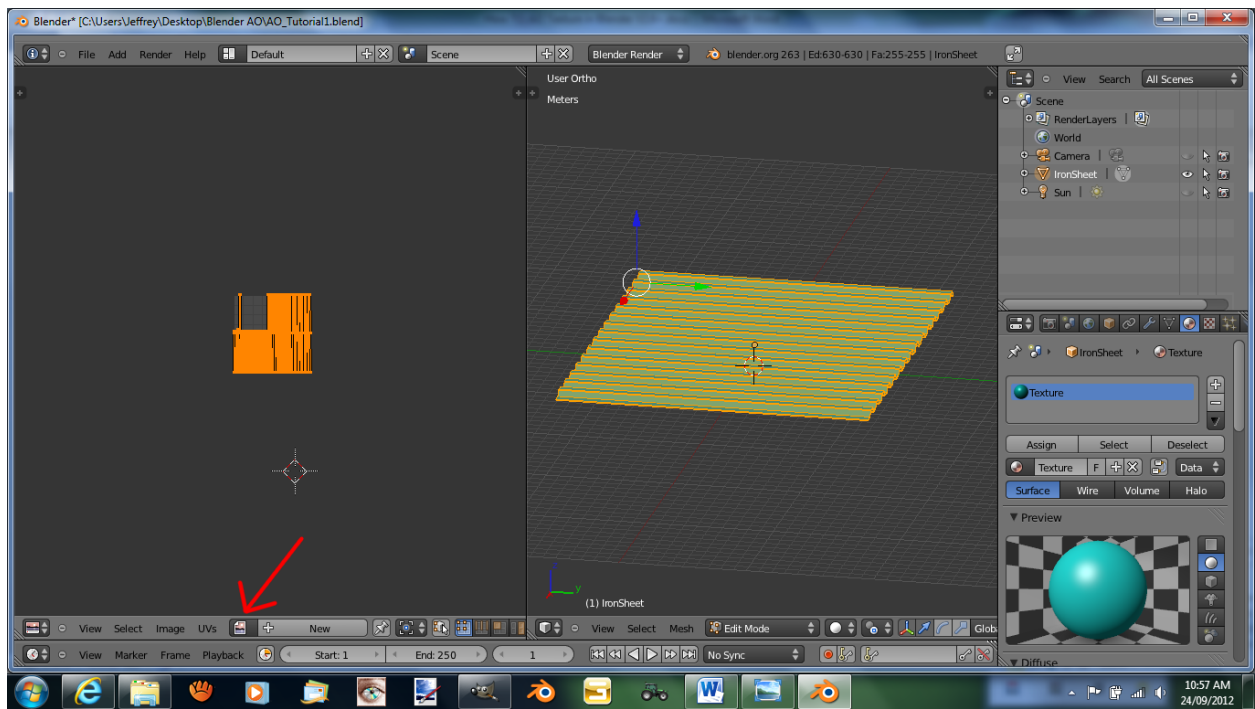 Blender* [C:\Users\Jeffrey\Desktop\Blender AO\AO_Tutorial1.blend]
File Add Render Help Default Scene Blender Render blender.org 263 | Ed:630-630 | Fa:255-255 | IronSheet
User Ortho
Meters
View Search All Scenes
Scene
RenderLayers |
World
Camera |
IronSheet |
Sun |
IronSheet Texture
Texture
Assign Select Deselect
Texture F Data
Surface Wire Volume Halo
Preview
y
(1) IronSheet
View Select Image UVs New
View Select Mesh Edit Mode Glob
Diffuse
View Marker Frame Playback Start: 1 End: 250 1 No Sync
10:57 AM
24/09/2012